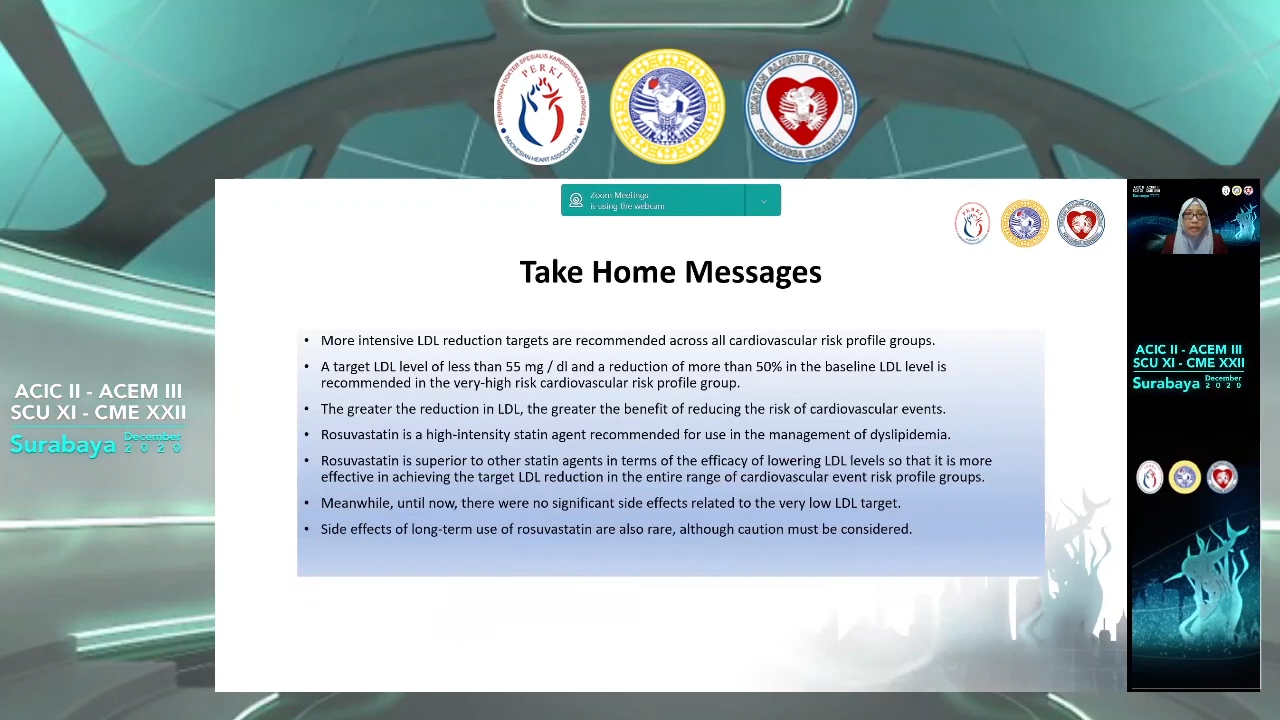 PERHIMPUNAN DOKTER SPESIALIS KARDIOVASKULAR INDONESIA
PERKI
INDONESIAN HEART ASSOCIATION
Zoom Meetings
is using the webcam
Take Home Messages
• More intensive LDL reduction targets are recommended across all cardiovascular risk profile groups.
• A target LDL level of less than 55 mg / dl and a reduction of more than 50% in the baseline LDL level is
recommended in the very-high risk cardiovascular risk profile group.
• The greater the reduction in LDL, the greater the benefit of reducing the risk of cardiovascular events.
• Rosuvastatin is a high-intensity statin agent recommended for use in the management of dyslipidemia.
• Rosuvastatin is superior to other statin agents in terms of the efficacy of lowering LDL levels so that it is more
effective in achieving the target LDL reduction in the entire range of cardiovascular event risk profile groups.
• Meanwhile, until now, there were no significant side effects related to the very low LDL target.
• Side effects of long-term use of rosuvastatin are also rare, although caution must be considered.
ACIC II - ACEM III
SCU XI - CME XXII
Surabaya December
2020
ACIC II - ACEM III
SCU XI - CME XXII
Surabaya December
2020